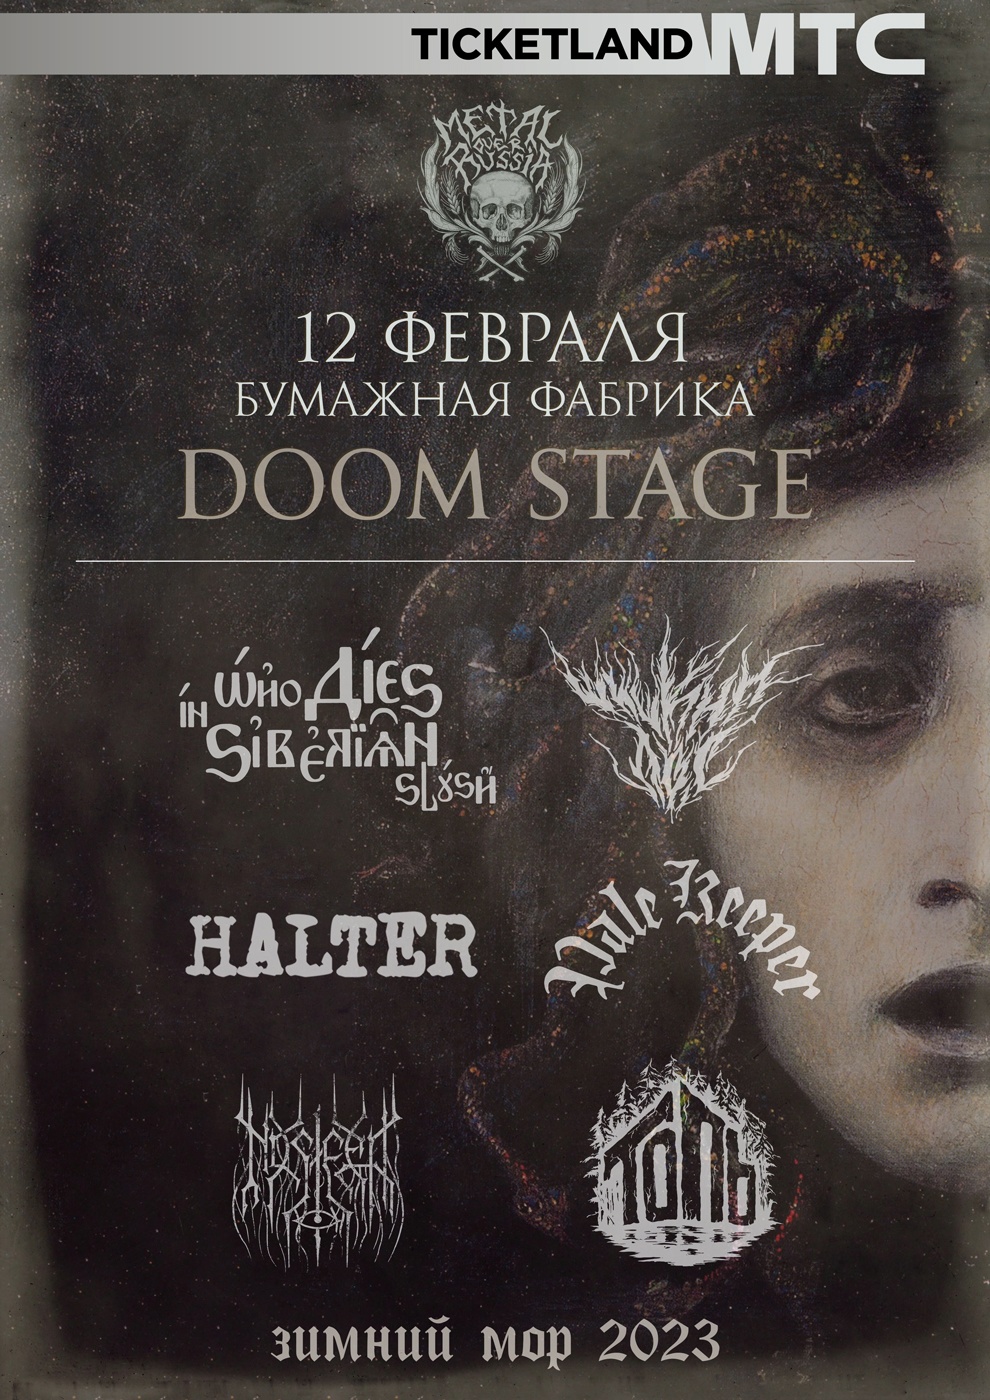 TICKETLAND МТС
METAL
OVER
RUSSIA
12 ФЕВРАЛЯ
БУМАЖНАЯ ФАБРИКА
DOOM STAGE
WHO DIES
IN SIBERIAN
SLUSH
HALTER
Pale Keeper
зимний мор 2023